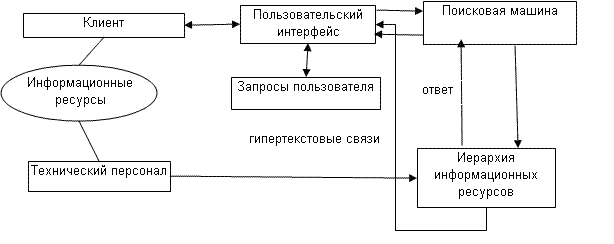 Клиент
Пользовательский
интерфейс
Поисковая машина
Информационные
ресурсы
Запросы пользователя
ответ
гипертекстовые связи
Технический персонал
Иерархия
информационных
ресурсов